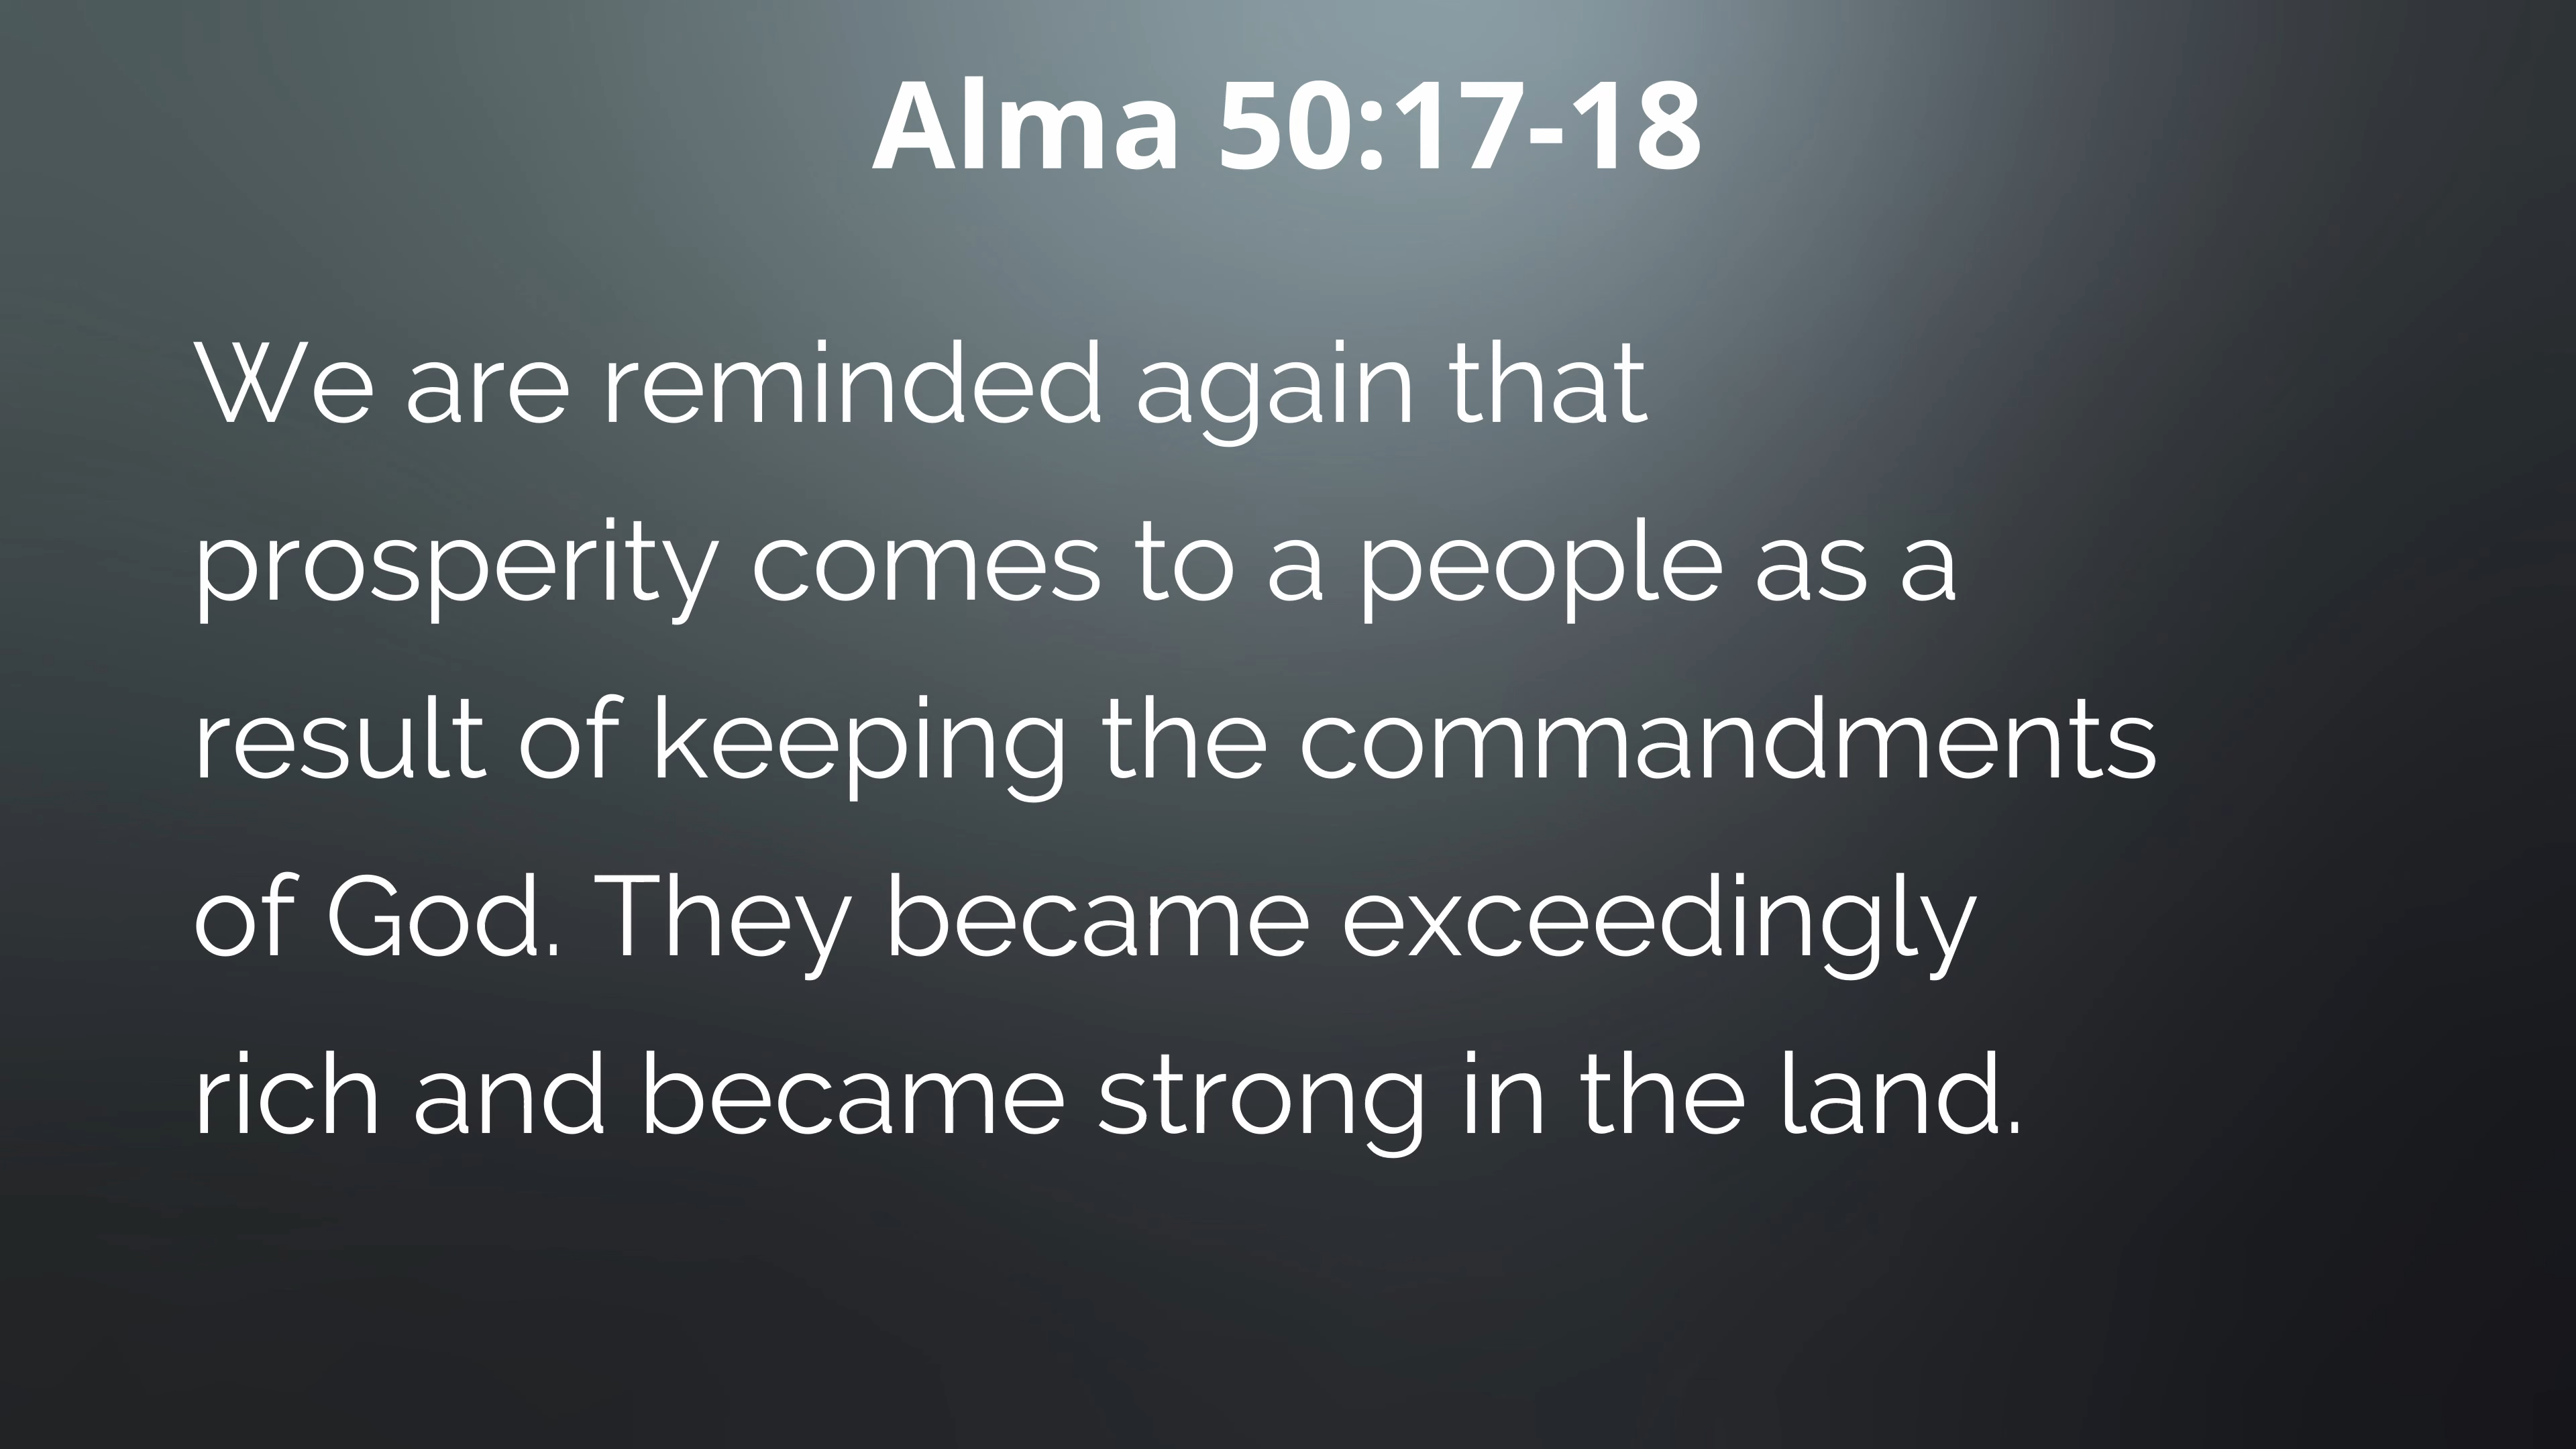 Alma 50:17-18
We are reminded again that
prosperity comes to a people as a
result of keeping the commandments
of God. They became exceedingly
rich and became strong in the land.